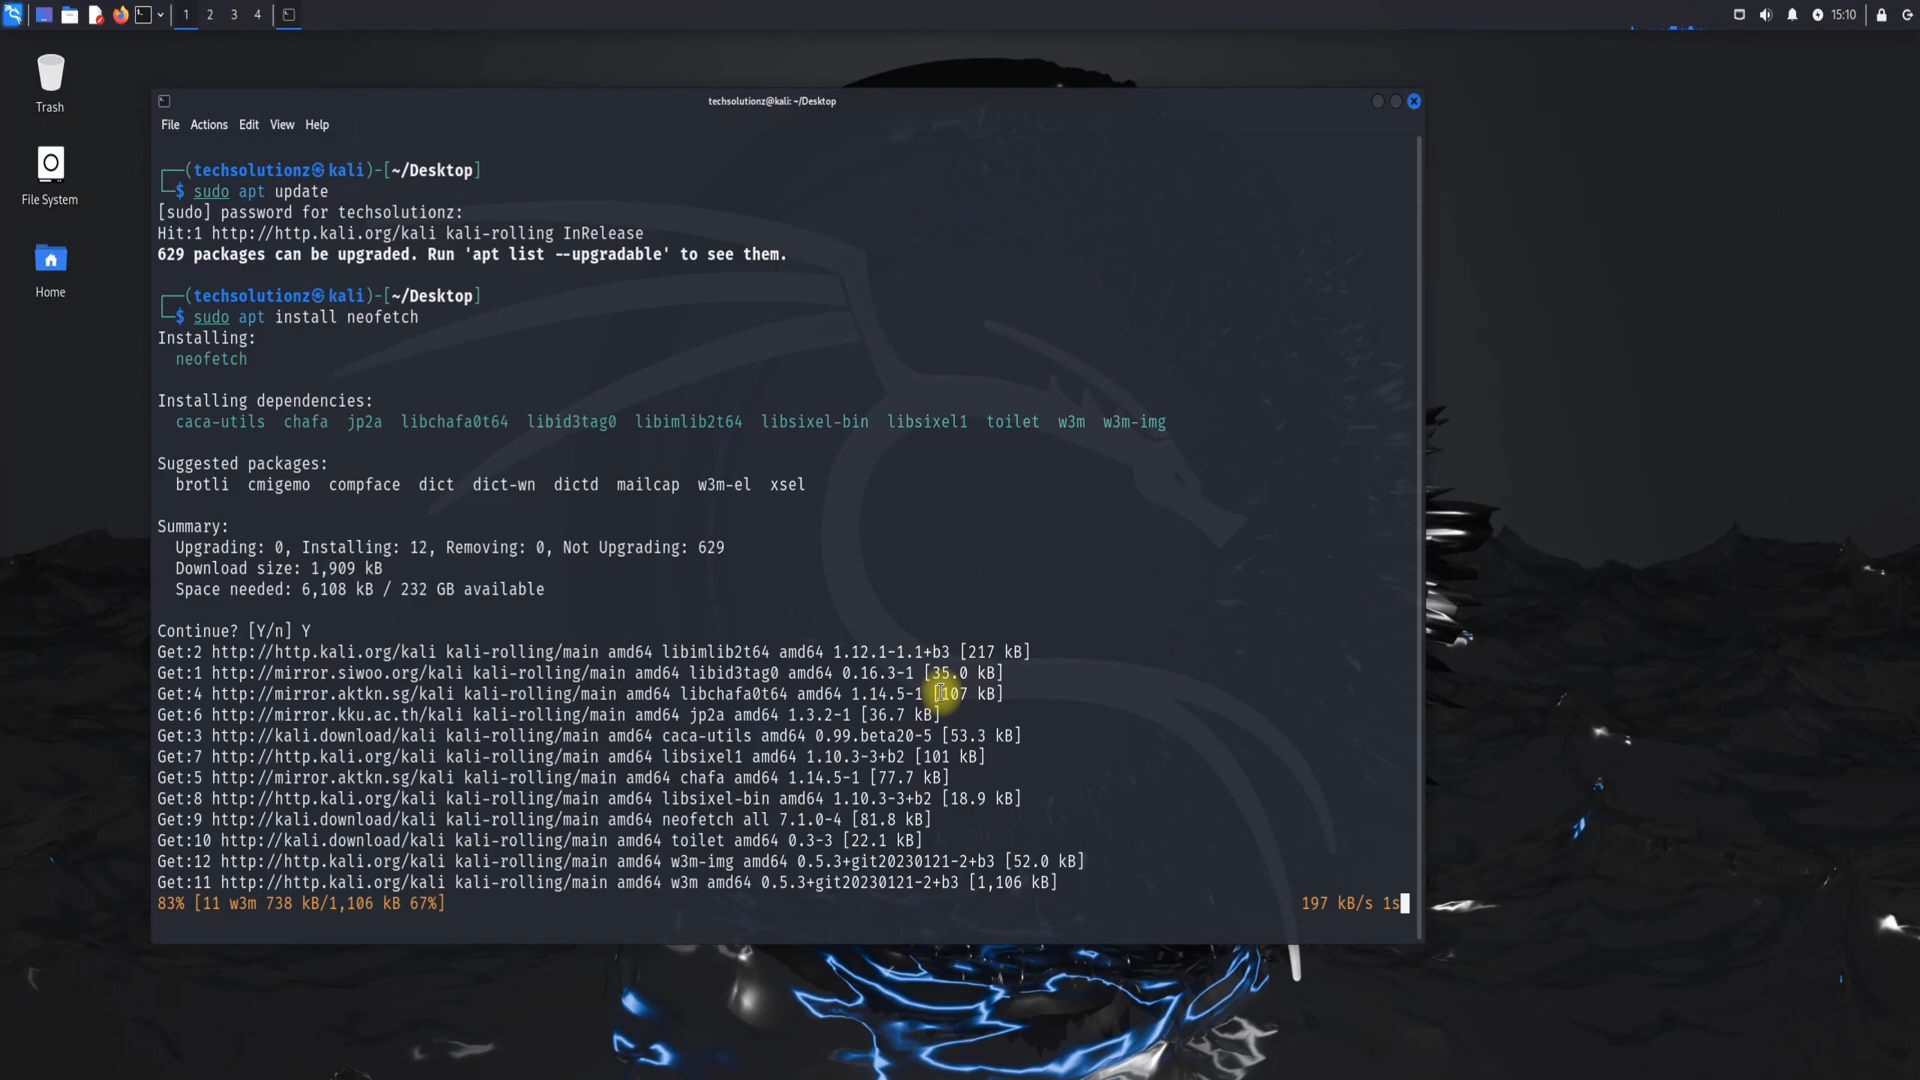 1 2 3 4
15:10
Trash
File System
Home
techsolutionz@kali: ~/Desktop
File Actions Edit View Help
┌──(techsolutionz㉿kali)-[~/Desktop]
└─$ sudo apt update
[sudo] password for techsolutionz:
Hit:1 http://http.kali.org/kali kali-rolling InRelease
629 packages can be upgraded. Run 'apt list --upgradable' to see them.
┌──(techsolutionz㉿kali)-[~/Desktop]
└─$ sudo apt install neofetch
Installing:
neofetch
Installing dependencies:
caca-utils chafa jp2a libchafa0t64 libid3tag0 libimlib2t64 libsixel-bin libsixel1 toilet w3m w3m-img
Suggested packages:
brotli cmigemo compface dict dict-wn dictd mailcap w3m-el xsel
Summary:
Upgrading: 0, Installing: 12, Removing: 0, Not Upgrading: 629
Download size: 1,909 kB
Space needed: 6,108 kB / 232 GB available
Continue? [Y/n] Y
Get:2 http://http.kali.org/kali kali-rolling/main amd64 libimlib2t64 amd64 1.12.1-1.1+b3 [217 kB]
Get:1 http://mirror.siwoo.org/kali kali-rolling/main amd64 libid3tag0 amd64 0.16.3-1 [35.0 kB]
Get:4 http://mirror.aktkn.sg/kali kali-rolling/main amd64 libchafa0t64 amd64 1.14.5-1 [107 kB]
Get:6 http://mirror.kku.ac.th/kali kali-rolling/main amd64 jp2a amd64 1.3.2-1 [36.7 kB]
Get:3 http://kali.download/kali kali-rolling/main amd64 caca-utils amd64 0.99.beta20-5 [53.3 kB]
Get:7 http://http.kali.org/kali kali-rolling/main amd64 libsixel1 amd64 1.10.3-3+b2 [101 kB]
Get:5 http://mirror.aktkn.sg/kali kali-rolling/main amd64 chafa amd64 1.14.5-1 [77.7 kB]
Get:8 http://http.kali.org/kali kali-rolling/main amd64 libsixel-bin amd64 1.10.3-3+b2 [18.9 kB]
Get:9 http://kali.download/kali kali-rolling/main amd64 neofetch all 7.1.0-4 [81.8 kB]
Get:10 http://kali.download/kali kali-rolling/main amd64 toilet amd64 0.3-3 [22.1 kB]
Get:12 http://http.kali.org/kali kali-rolling/main amd64 w3m-img amd64 0.5.3+git20230121-2+b3 [52.0 kB]
Get:11 http://http.kali.org/kali kali-rolling/main amd64 w3m amd64 0.5.3+git20230121-2+b3 [1,106 kB]
83% [11 w3m 738 kB/1,106 kB 67%] 197 kB/s 1s